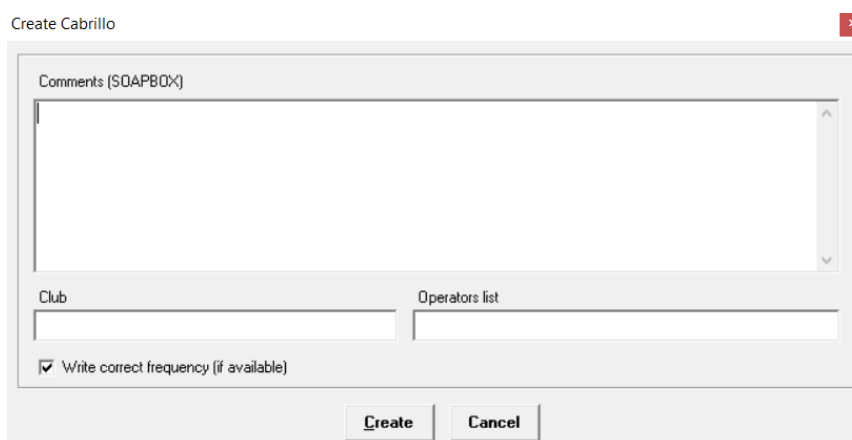 Create Cabrillo
Comments (SOAPBOX)
Club Operators list
Write correct frequency (if available)
Create Cancel